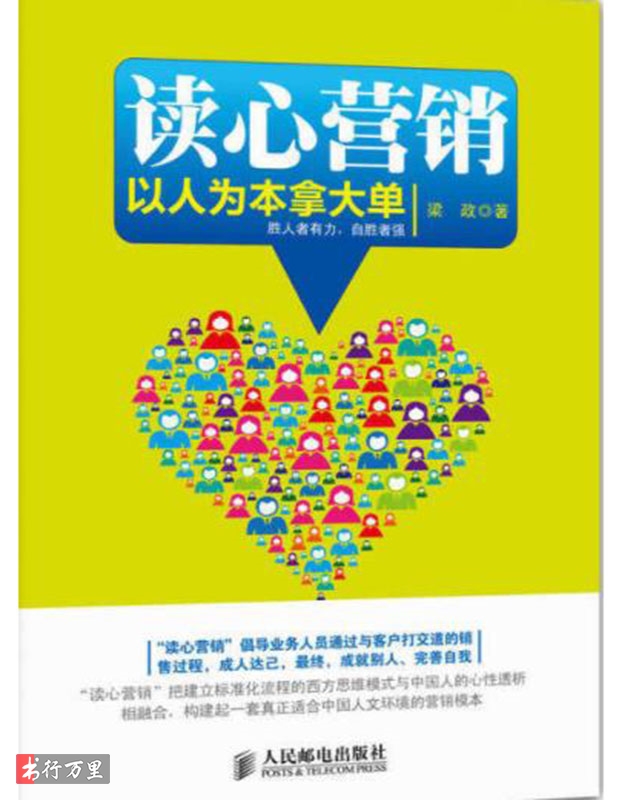 读心营销
以人为本拿大单
胜人者有力，自胜者强
梁 政◎著
“读心营销”倡导业务人员通过与客户打交道的销
售过程，成人达己，最终，成就别人、完善自我
“读心营销”把建立标准化流程的西方思维模式与中国人的心性透析
相融合，构建起一套真正适合中国人文环境的营销模本
人民邮电出版社
POSTS & TELECOM PRESS
书行万里